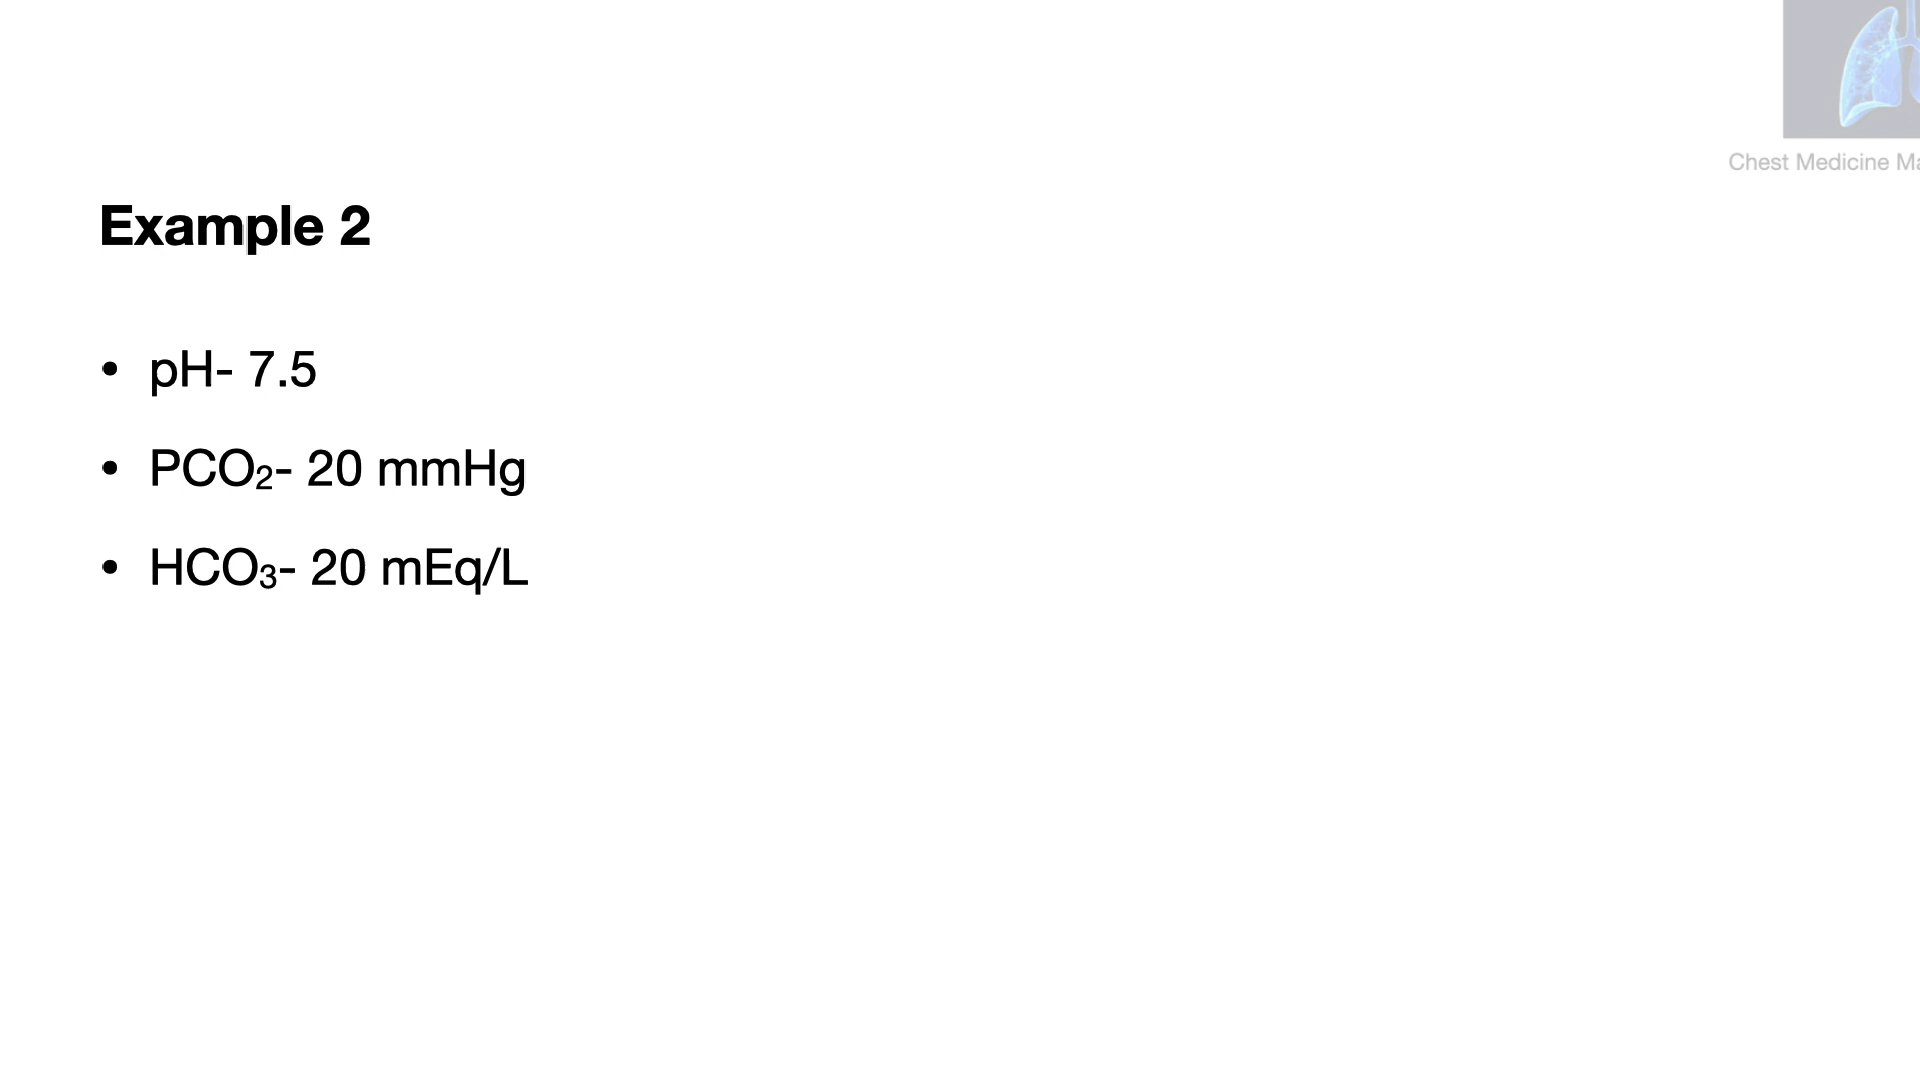 Chest Medicine Ma
Example 2
• pH- 7.5
• PCO₂- 20 mmHg
• HCO₃- 20 mEq/L